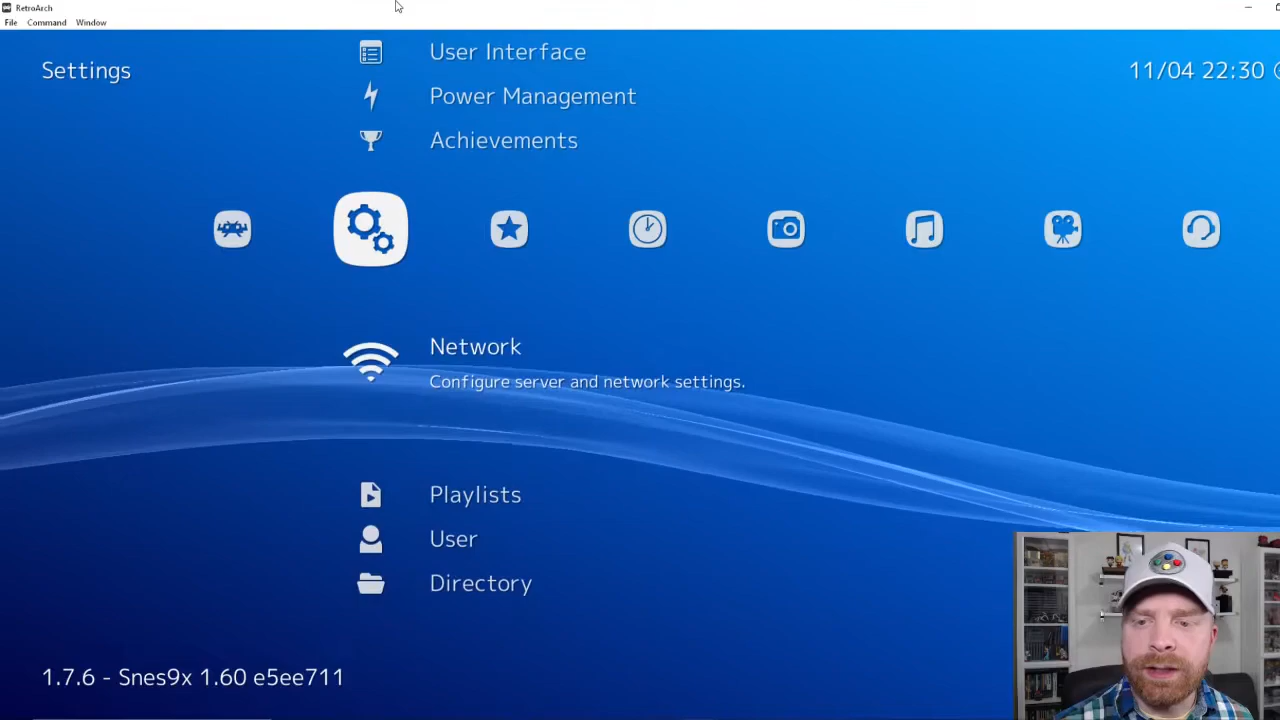 RetroArch
File Command Window
User Interface
Settings
11/04 22:30
Power Management
Achievements
Network
Configure server and network settings.
Playlists
User
Directory
1.7.6 - Snes9x 1.60 e5ee711